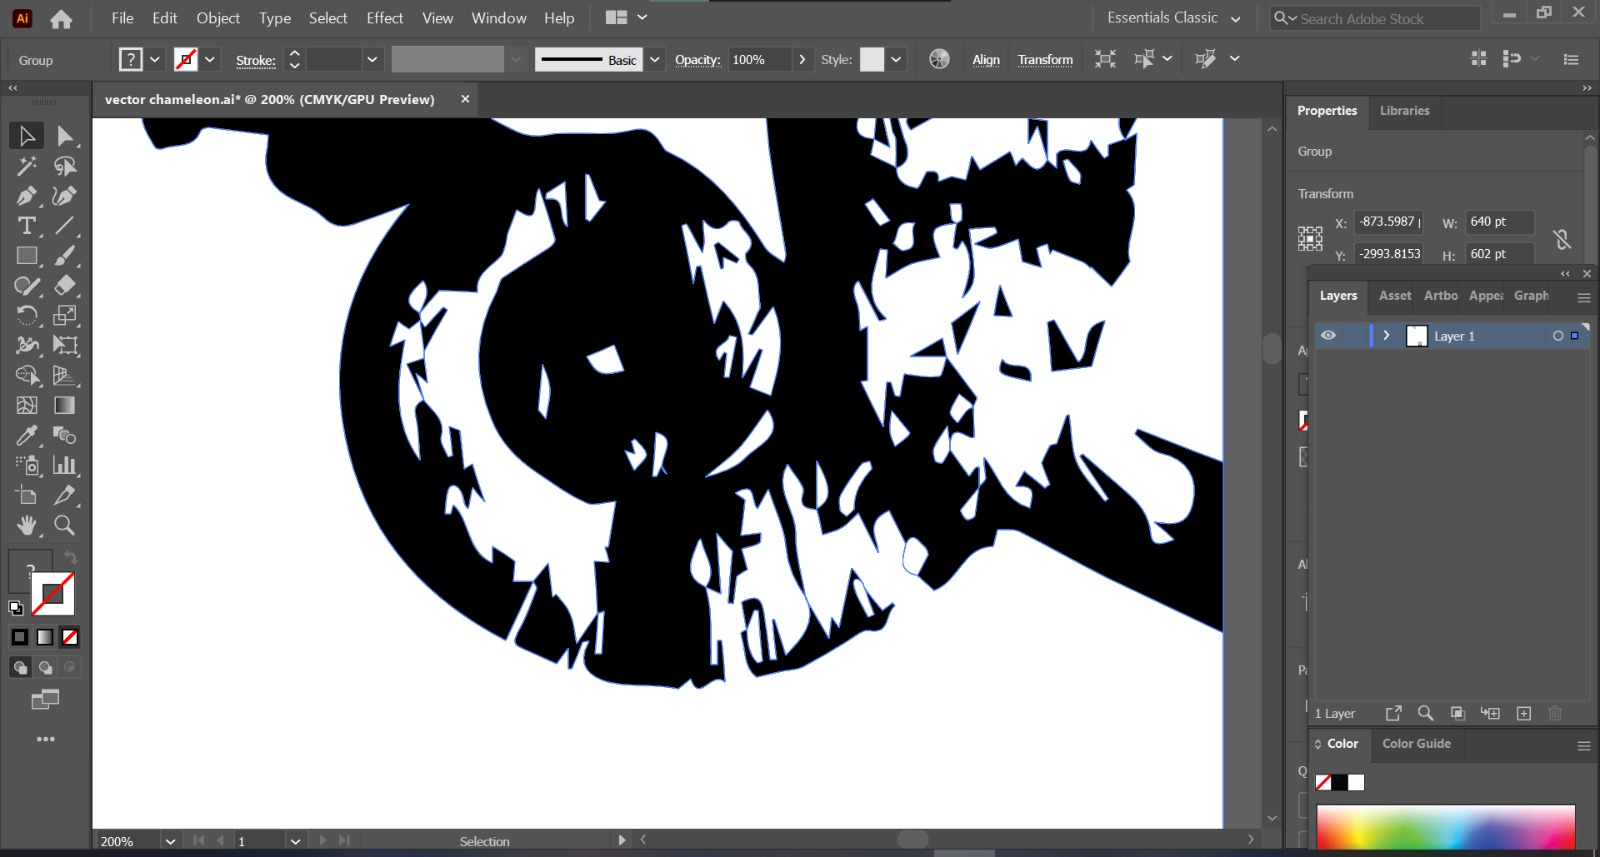 Ai File Edit Object Type Select Effect View Window Help Essentials Classic Search Adobe Stock
Group ? Stroke: Basic Opacity: 100% Style: Align Transform
vector chameleon.ai* @ 200% (CMYK/GPU Preview) ×
Properties Libraries
Group
Transform
X: -873.5987 W: 640 pt
Y: -2993.8153 H: 602 pt
Layers Asset Artbo Appea Graph
Layer 1
1 Layer
Color Color Guide
200% 1 Selection